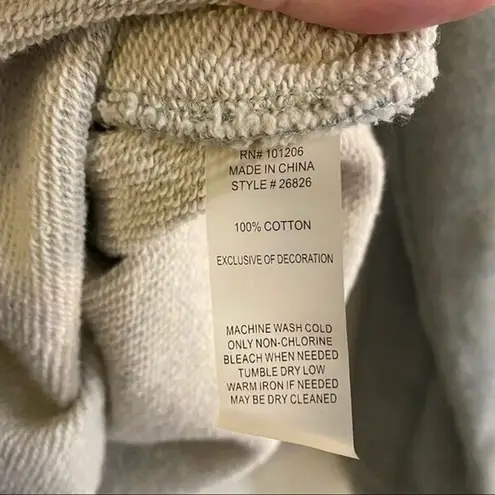 RN# 101206
MADE IN CHINA
STYLE # 26826
100% COTTON
EXCLUSIVE OF DECORATION
MACHINE WASH COLD
ONLY NON-CHLORINE
BLEACH WHEN NEEDED
TUMBLE DRY LOW
WARM IRON IF NEEDED
MAY BE DRY CLEANED